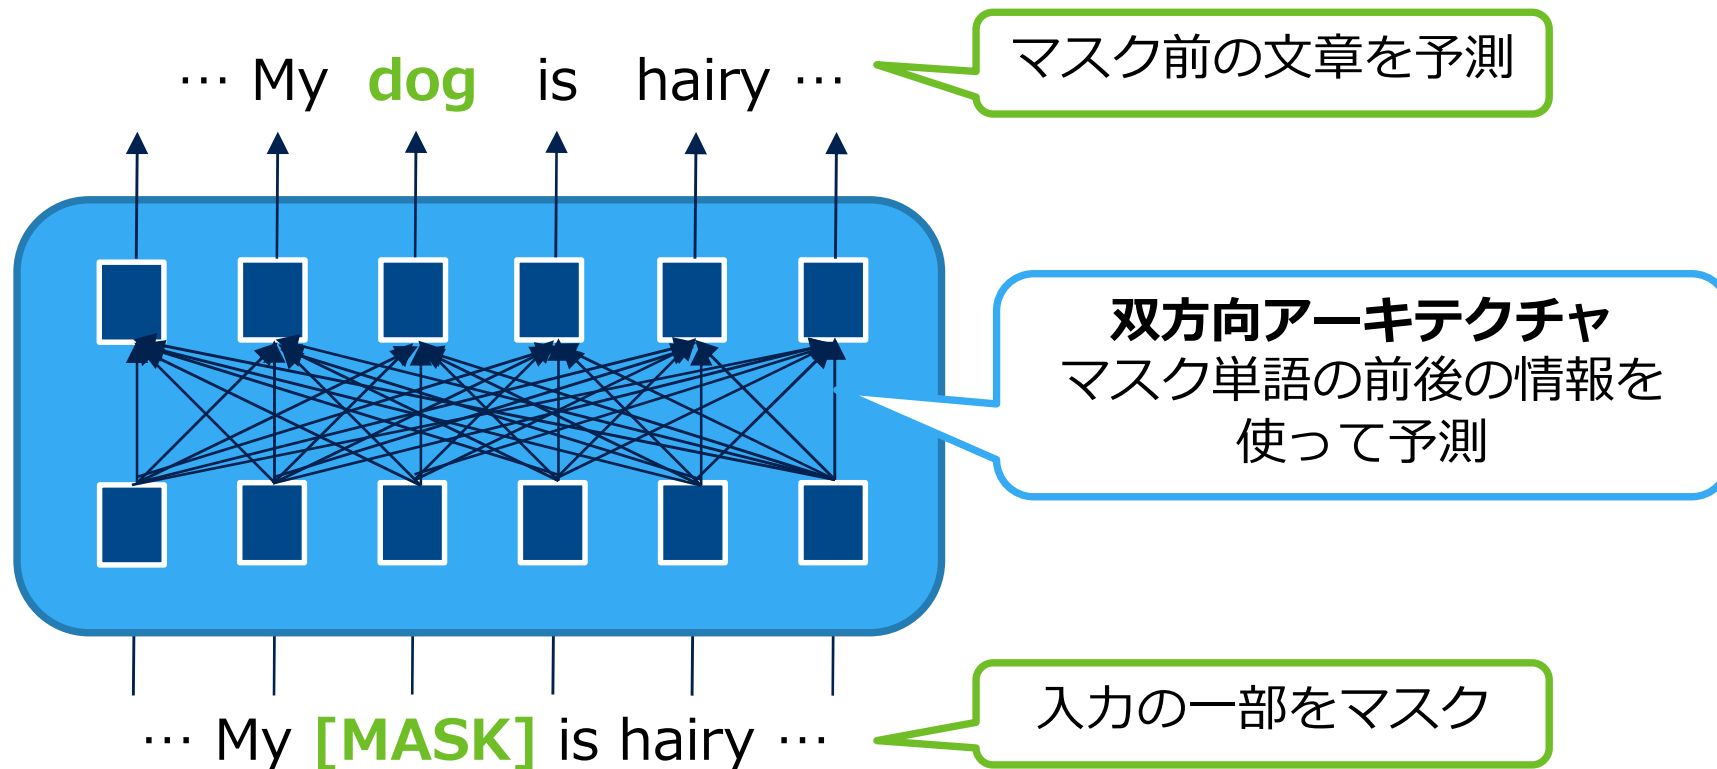 … My dog is hairy …
マスク前の文章を予測
双方向アーキテクチャ
マスク単語の前後の情報を
使って予測
入力の一部をマスク
… My [MASK] is hairy …